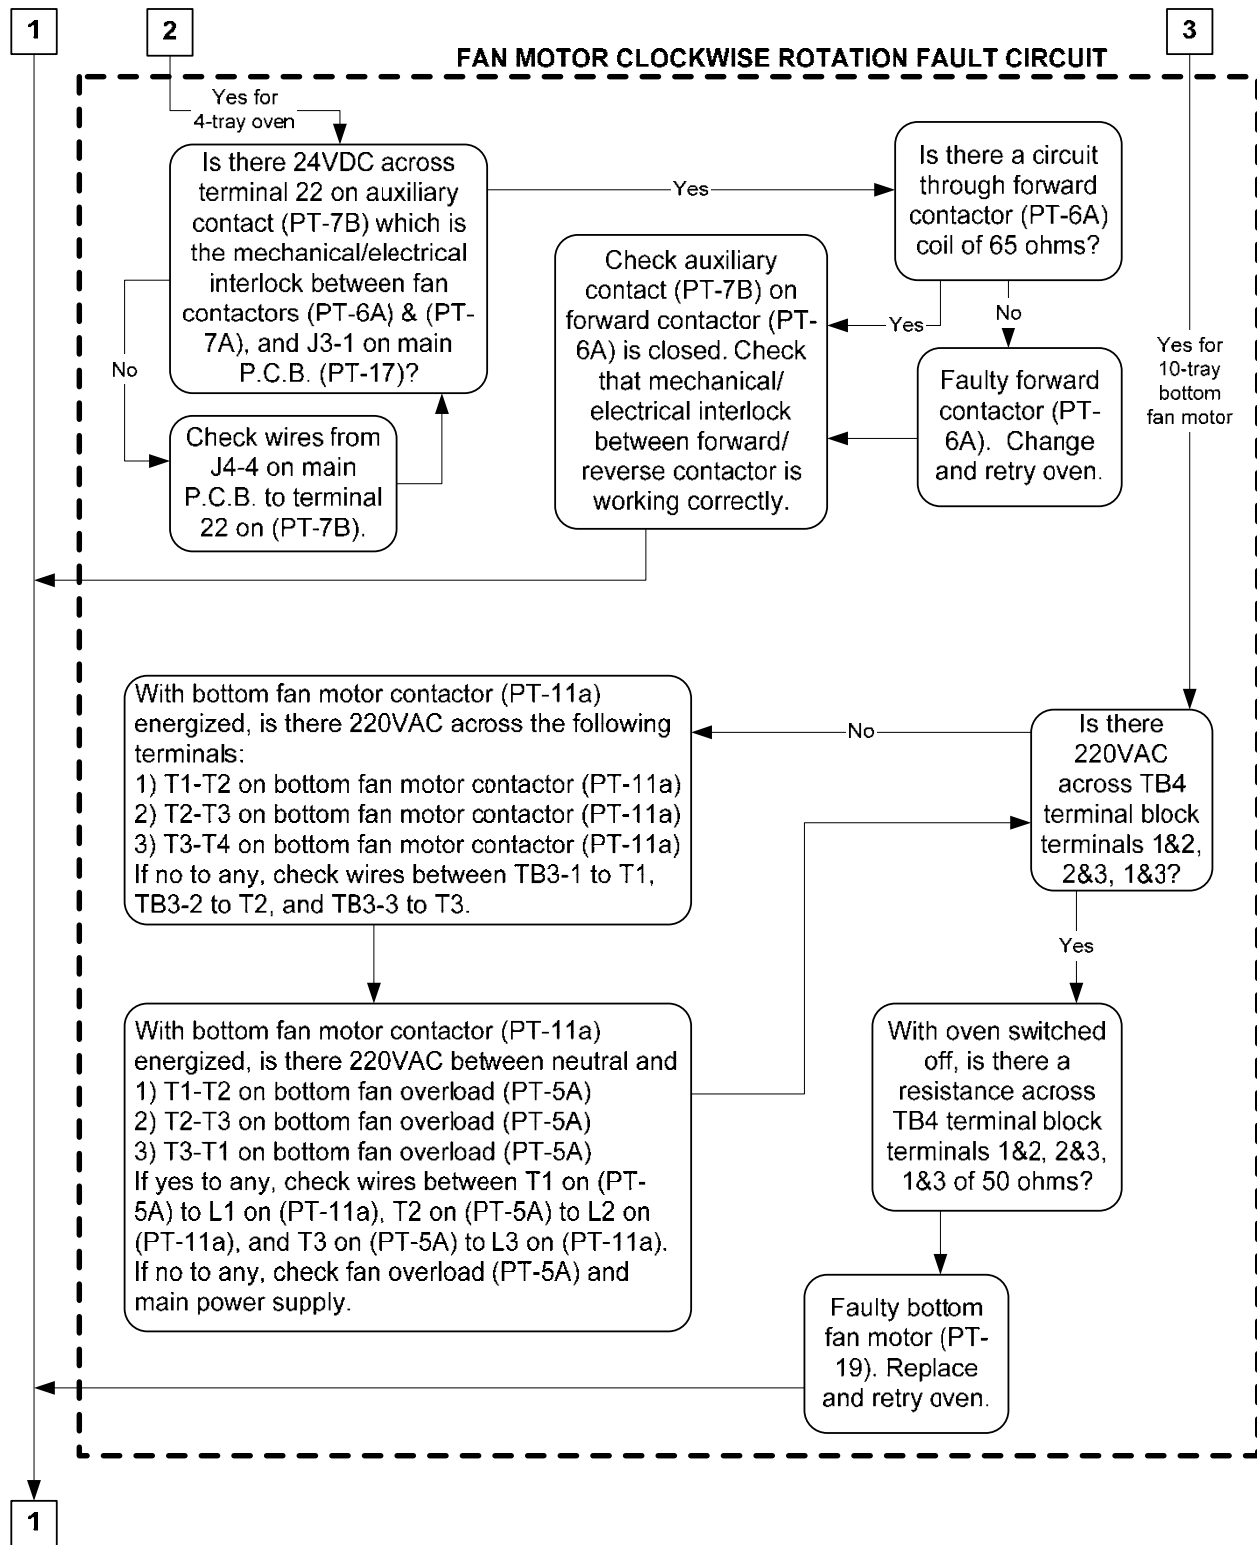 1
2
3
FAN MOTOR CLOCKWISE ROTATION FAULT CIRCUIT
Yes for
4-tray oven
Is there 24VDC across
terminal 22 on auxiliary
contact (PT-7B) which is
the mechanical/electrical
interlock between fan
contactors (PT-6A) & (PT-
7A), and J3-1 on main
P.C.B. (PT-17)?
Yes
Is there a circuit
through forward
contactor (PT-6A)
coil of 65 ohms?
Check auxiliary
contact (PT-7B) on
forward contactor (PT-
6A) is closed. Check
that mechanical/
electrical interlock
between forward/
reverse contactor is
working correctly.
Yes
No
Faulty forward
contactor (PT-
6A). Change
and retry oven.
No
Check wires from
J4-4 on main
P.C.B. to terminal
22 on (PT-7B).
Yes for
10-tray
bottom
fan motor
With bottom fan motor contactor (PT-11a)
energized, is there 220VAC across the following
terminals:
1) T1-T2 on bottom fan motor contactor (PT-11a)
2) T2-T3 on bottom fan motor contactor (PT-11a)
3) T3-T4 on bottom fan motor contactor (PT-11a)
If no to any, check wires between TB3-1 to T1,
TB3-2 to T2, and TB3-3 to T3.
No
Is there
220VAC
across TB4
terminal block
terminals 1&2,
2&3, 1&3?
Yes
With bottom fan motor contactor (PT-11a)
energized, is there 220VAC between neutral and
1) T1-T2 on bottom fan overload (PT-5A)
2) T2-T3 on bottom fan overload (PT-5A)
3) T3-T1 on bottom fan overload (PT-5A)
If yes to any, check wires between T1 on (PT-
5A) to L1 on (PT-11a), T2 on (PT-5A) to L2 on
(PT-11a), and T3 on (PT-5A) to L3 on (PT-11a).
If no to any, check fan overload (PT-5A) and
main power supply.
With oven switched
off, is there a
resistance across
TB4 terminal block
terminals 1&2, 2&3,
1&3 of 50 ohms?
Faulty bottom
fan motor (PT-
19). Replace
and retry oven.
1